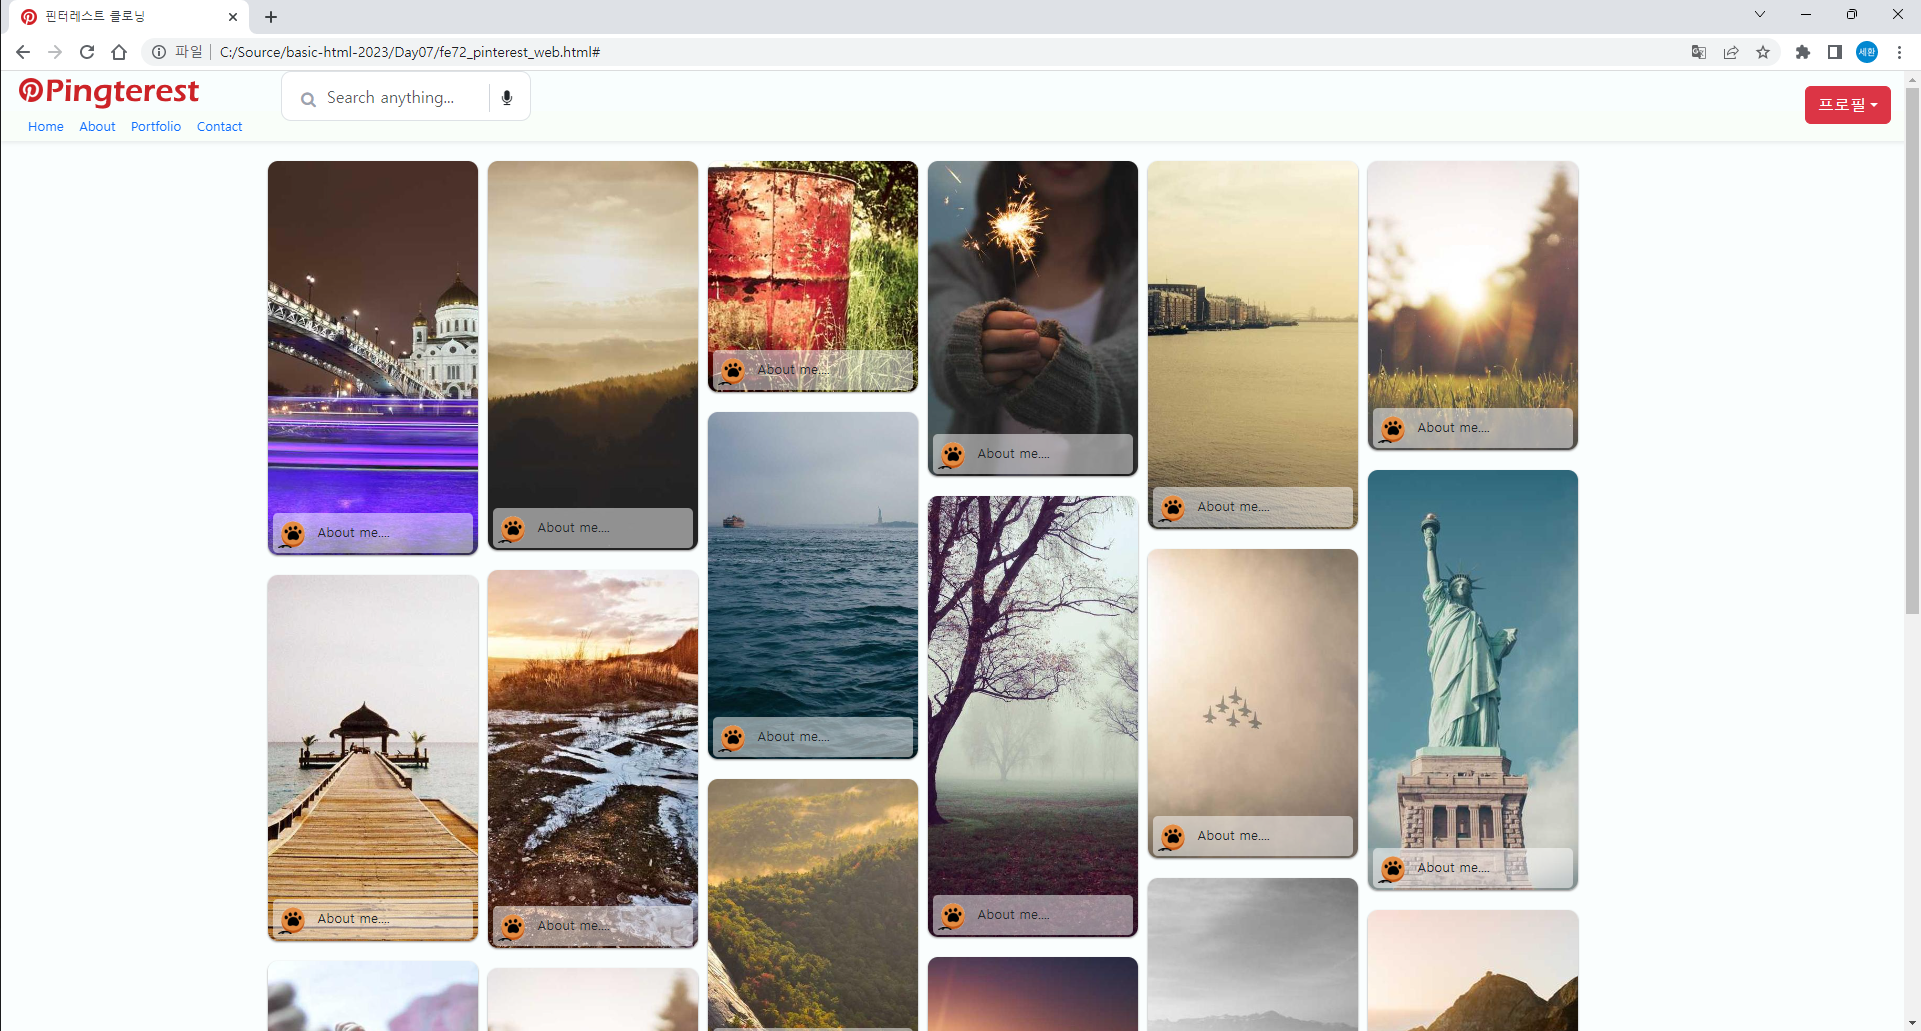 핀터레스트 클로닝
파일 C:/Source/basic-html-2023/Day07/fe72_pinterest_web.html#
세환
Pingterest
Search anything...
프로필
Home About Portfolio Contact
About me....
About me....
About me....
About me....
About me....
About me....
About me....
About me....
About me....
About me....
About me....
About me....